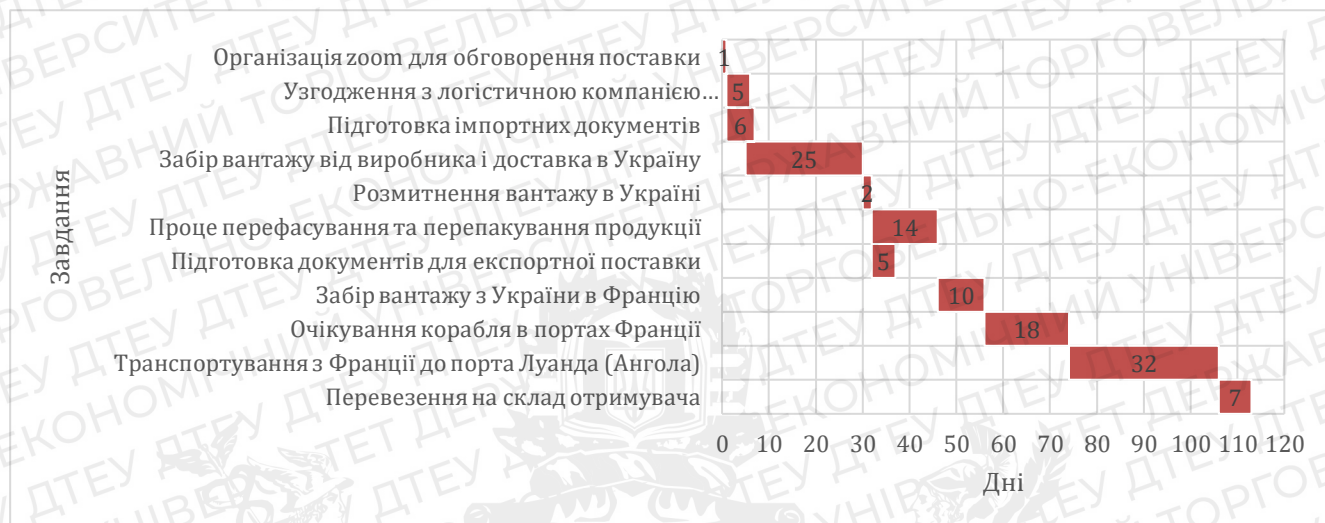 Організація zoom для обговорення поставки 1
Узгодження з логістичною компанією... 5
Підготовка імпортних документів 6
Забір вантажу від виробника і доставка в Україну 25
Розмитнення вантажу в Україні 2
Проце перефасування та перепакування продукції 14
Підготовка документів для експортної поставки 5
Забір вантажу з України в Францію 10
Очікування корабля в портах Франції 18
Транспортування з Франції до порта Луанда (Ангола) 32
Перевезення на склад отримувача 7
Завдання
0 10 20 30 40 50 60 70 80 90 100 110 120
Дні